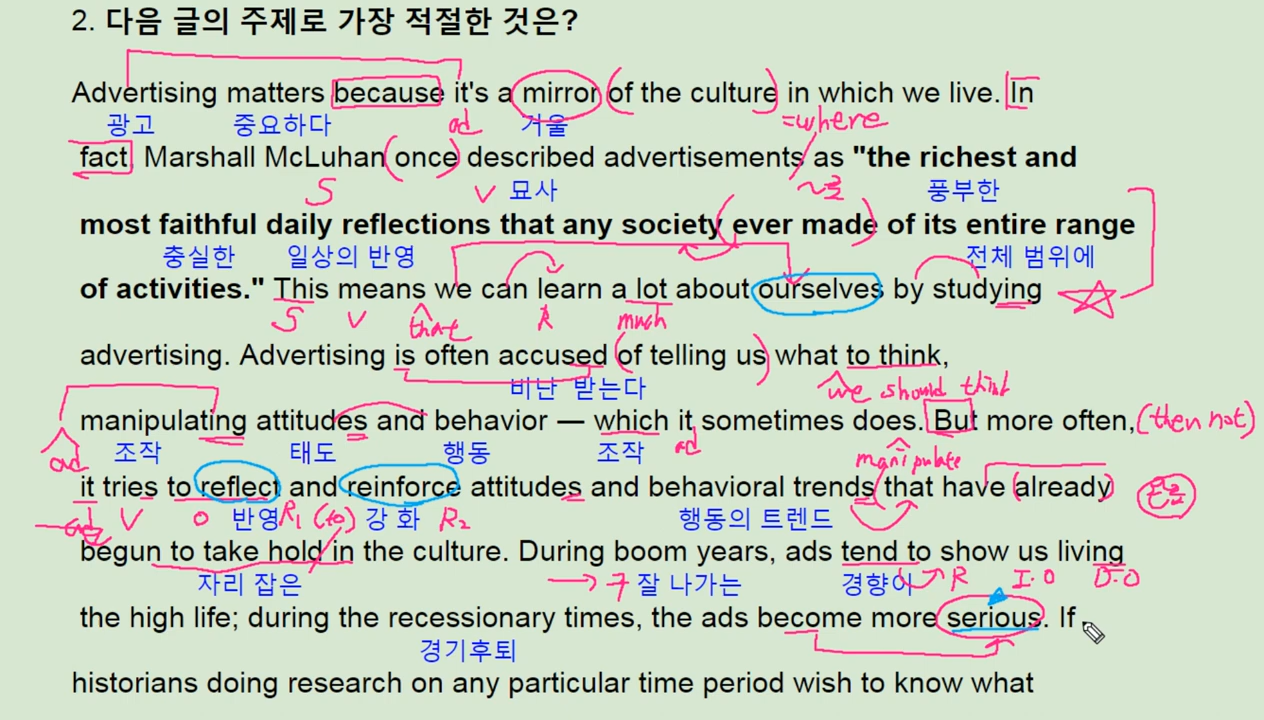 2. 다음 글의 주제로 가장 적절한 것은?
Advertising matters because it's a mirror of the culture in which we live. In
광고 중요하다 ad 거울 =where
fact, Marshall McLuhan once described advertisements as "the richest and
S V 묘사 ~로 풍부한
most faithful daily reflections that any society ever made of its entire range
충실한 일상의 반영 전체 범위에
of activities." This means we can learn a lot about ourselves by studying
S V that R much
advertising. Advertising is often accused of telling us what to think,
비난 받는다 we should think
manipulating attitudes and behavior — which it sometimes does. But more often, (then not)
ad 조작 태도 행동 조작 ad manipulate
it tries to reflect and reinforce attitudes and behavioral trends that have already
ad V O 반영 R1 (to) 강화 R2 행동의 트렌드
begun to take hold in the culture. During boom years, ads tend to show us living
자리 잡은 → 구 잘 나가는 경향이 R I.O D.O
the high life; during the recessionary times, the ads become more serious. If
경기후퇴
historians doing research on any particular time period wish to know what